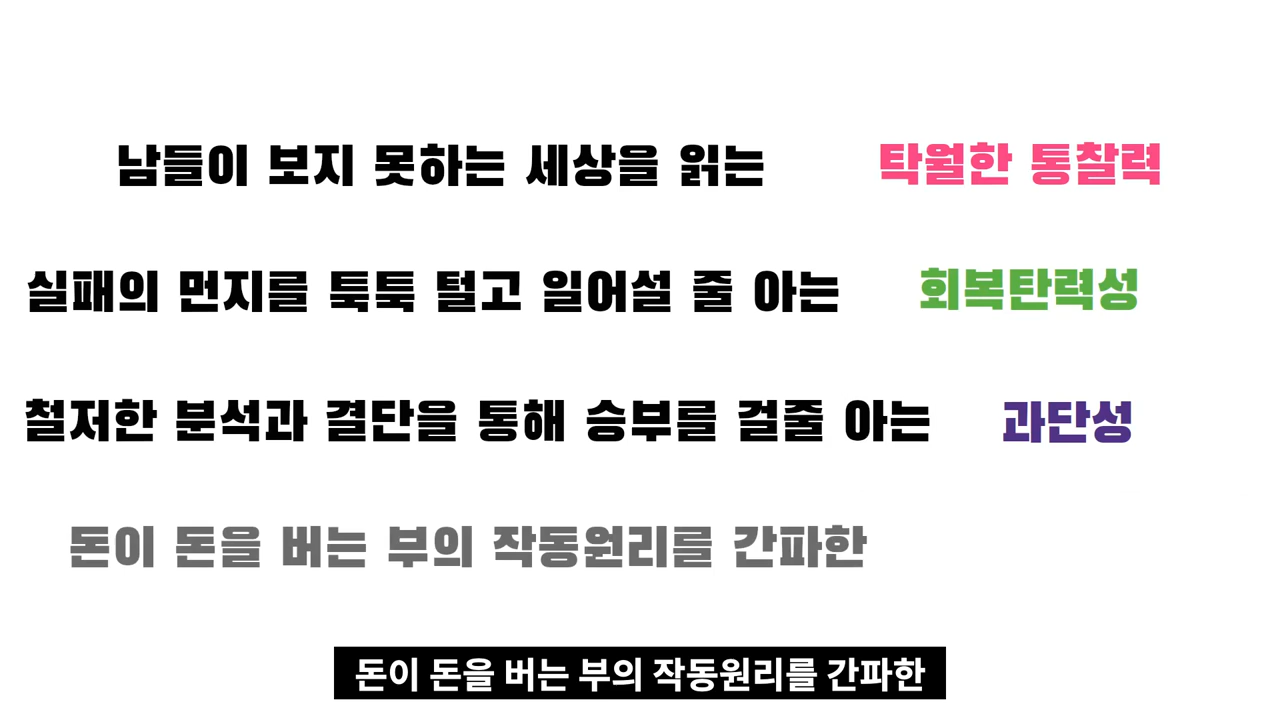 남들이 보지 못하는 세상을 읽는 탁월한 통찰력
실패의 먼지를 툭툭 털고 일어설 줄 아는 회복탄력성
철저한 분석과 결단을 통해 승부를 걸줄 아는 과단성
돈이 돈을 버는 부의 작동원리를 간파한
돈이 돈을 버는 부의 작동원리를 간파한